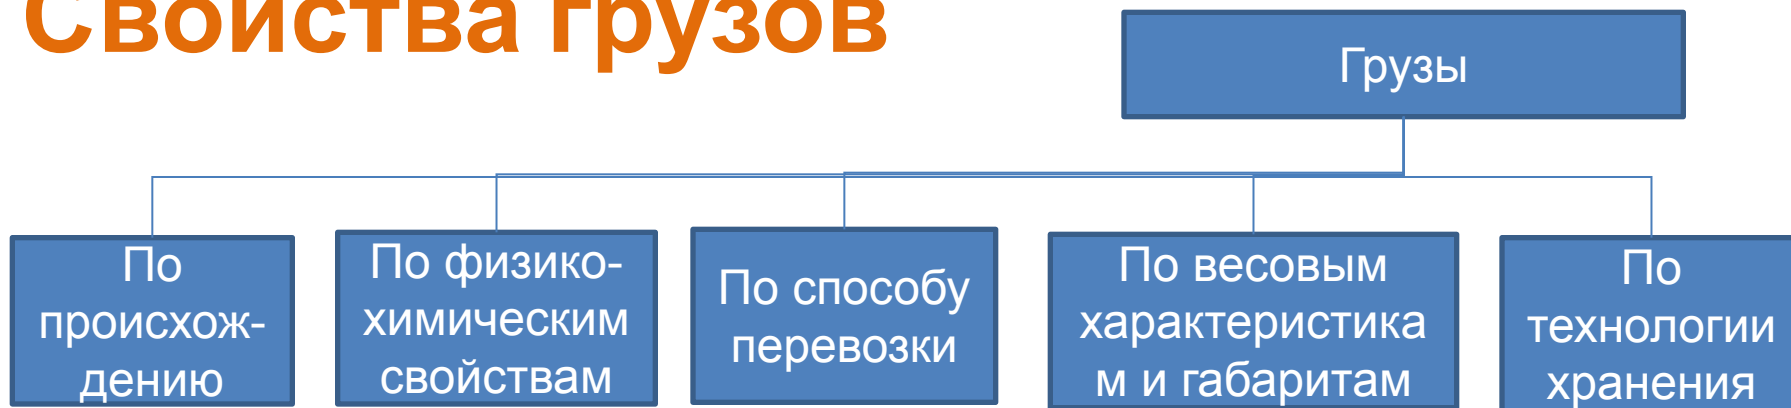 Свойства грузов
Грузы
По
происхож-
дению
По физико-
химическим
свойствам
По способу
перевозки
По весовым
характеристика
м и габаритам
По
технологии
хранения